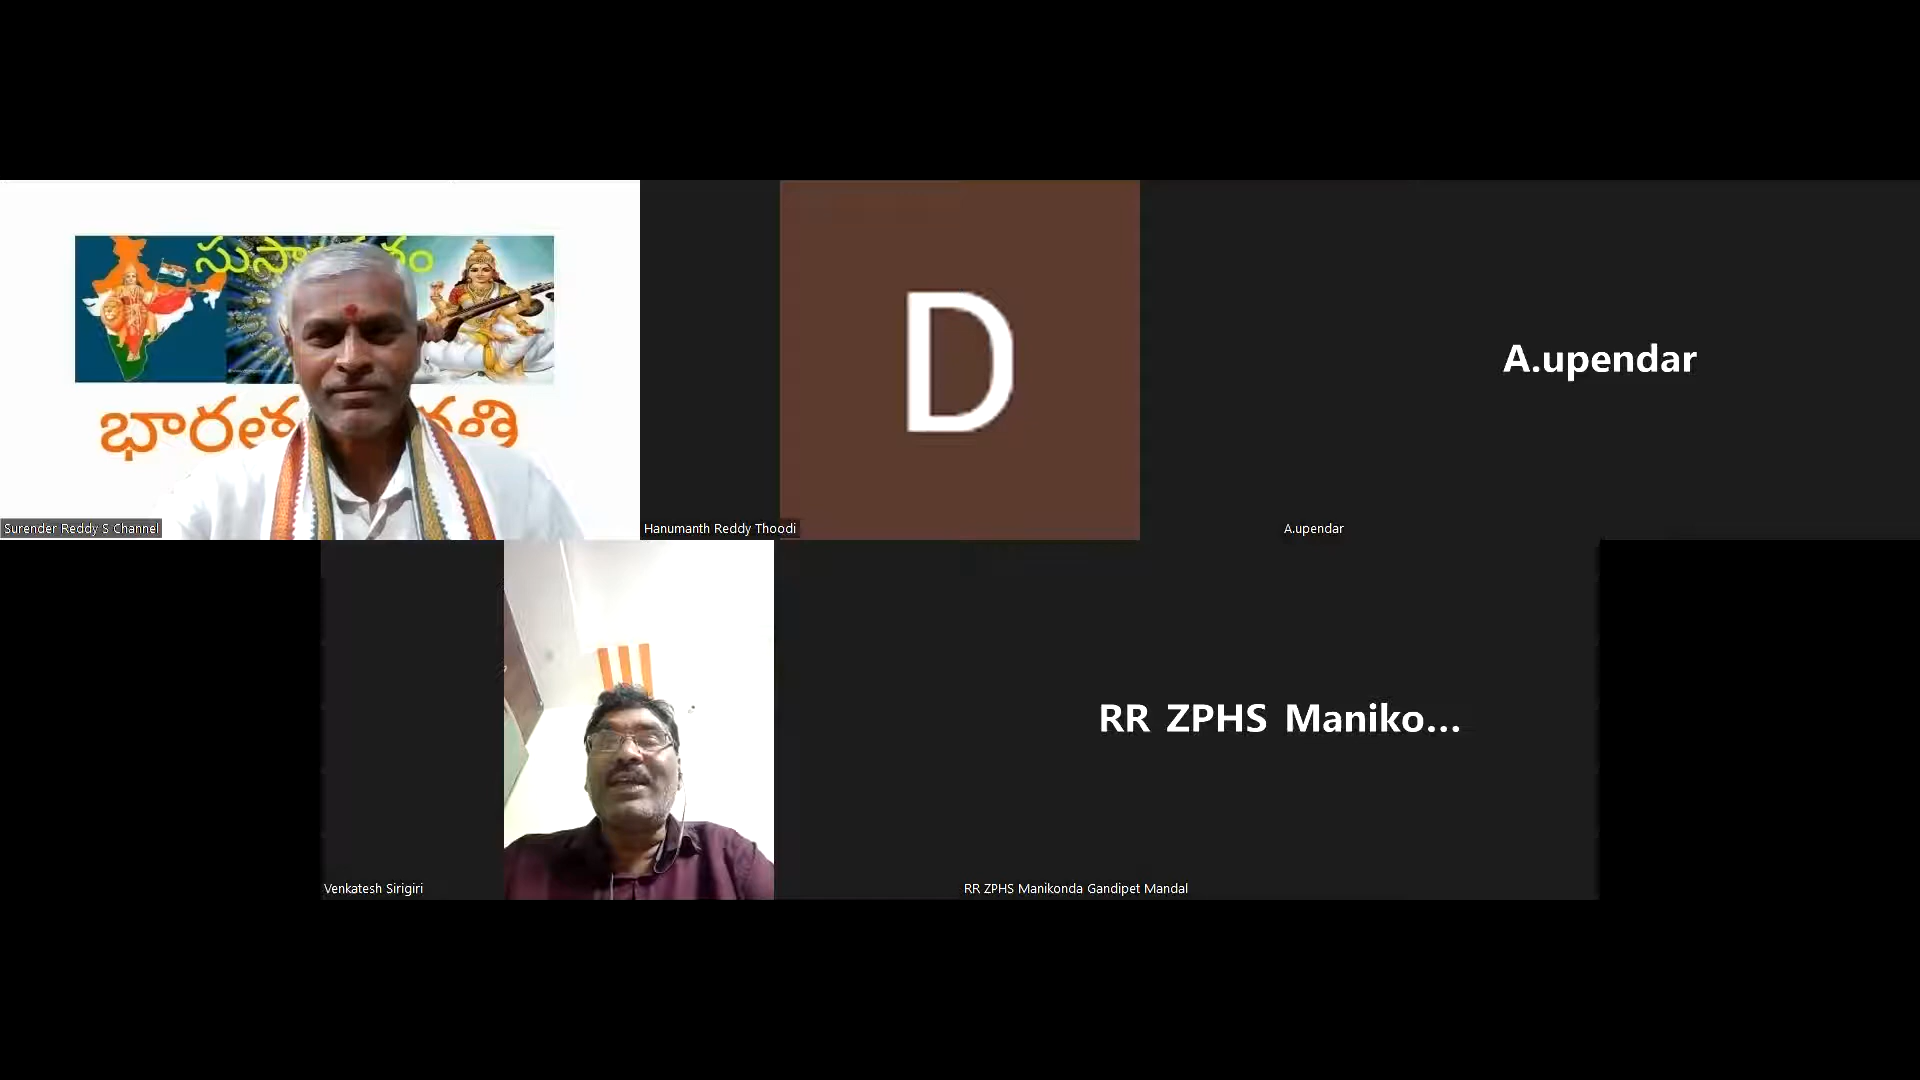 Surender Reddy S Channel
D
Hanumanth Reddy Thoodi
A.upendar
A.upendar
Venkatesh Sirigiri
RR ZPHS Maniko...
RR ZPHS Manikonda Gandipet Mandal